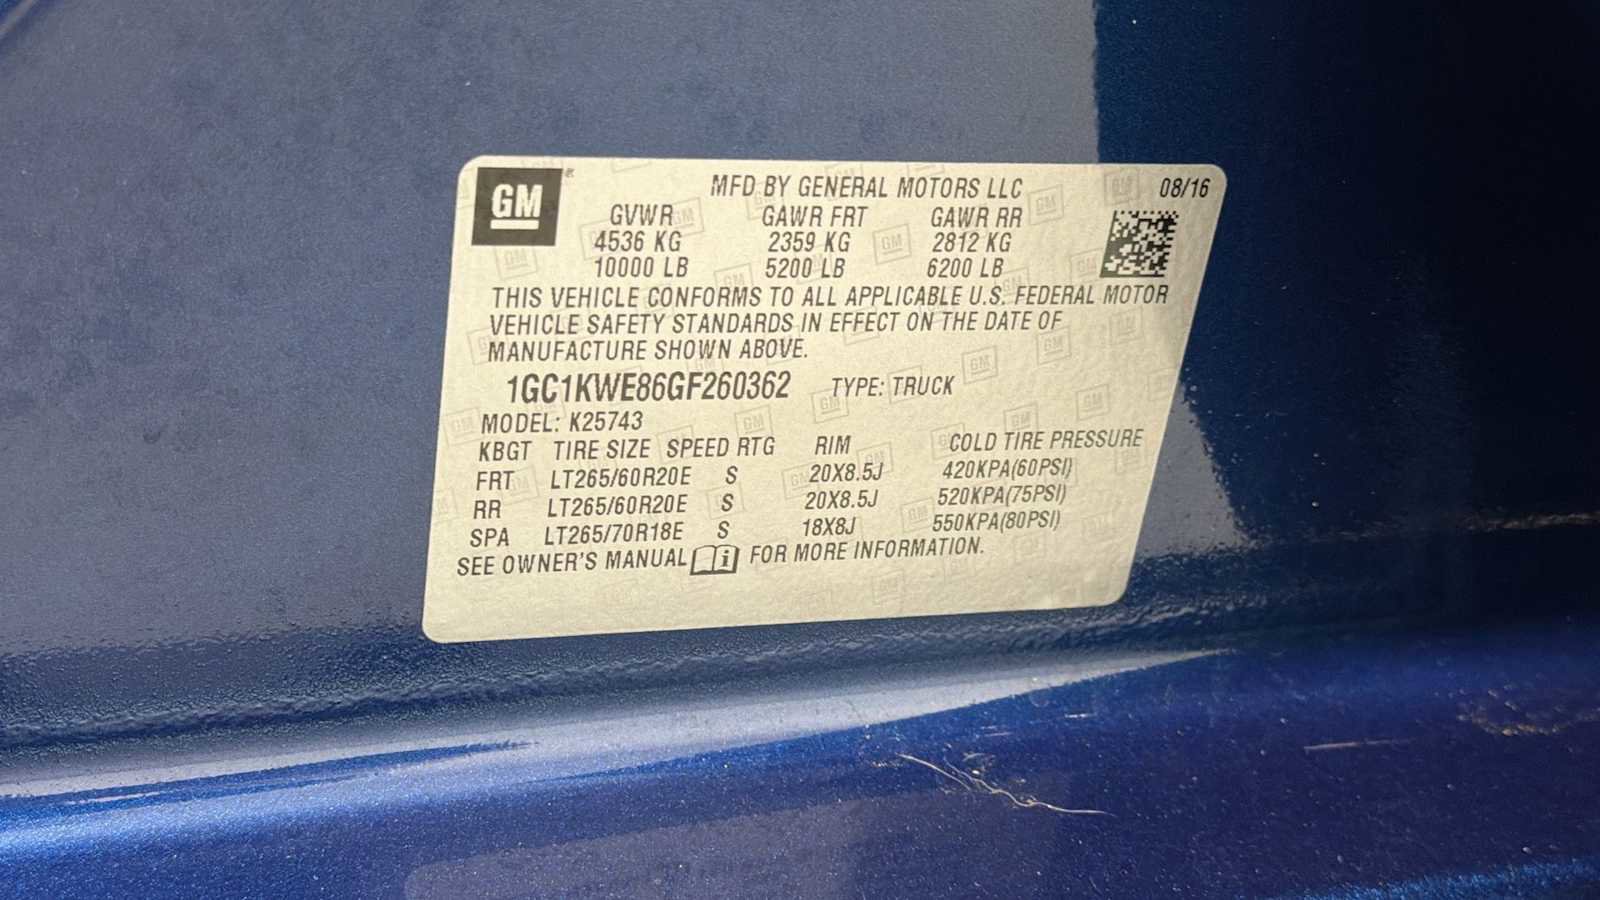 GM
MFD BY GENERAL MOTORS LLC 08/16
GVWR GAWR FRT GAWR RR
4536 KG 2359 KG 2812 KG
10000 LB 5200 LB 6200 LB
THIS VEHICLE CONFORMS TO ALL APPLICABLE U.S. FEDERAL MOTOR
VEHICLE SAFETY STANDARDS IN EFFECT ON THE DATE OF
MANUFACTURE SHOWN ABOVE.
1GC1KWE86GF260362 TYPE: TRUCK
MODEL: K25743
KBGT TIRE SIZE SPEED RTG RIM COLD TIRE PRESSURE
FRT LT265/60R20E S 20X8.5J 420KPA(60PSI)
RR LT265/60R20E S 20X8.5J 520KPA(75PSI)
SPA LT265/70R18E S 18X8J 550KPA(80PSI)
SEE OWNER'S MANUAL i FOR MORE INFORMATION.